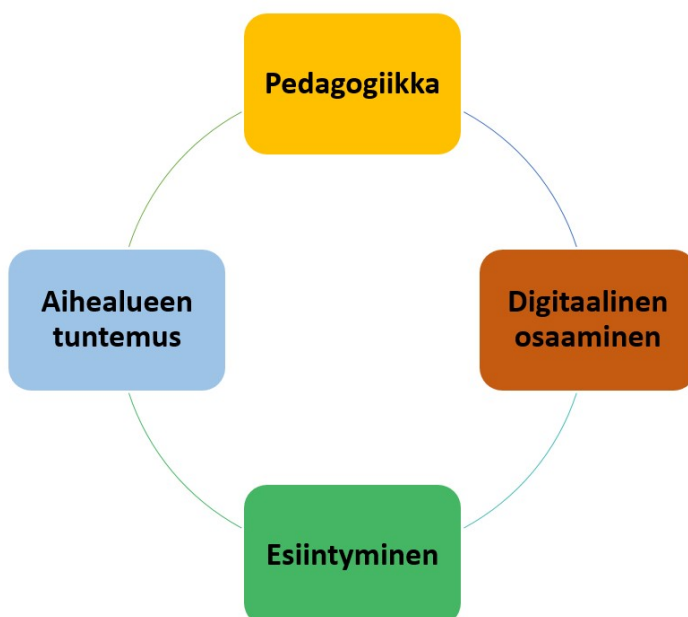 Pedagogiikka
Aihealueen
tuntemus
Digitaalinen
osaaminen
Esiintyminen